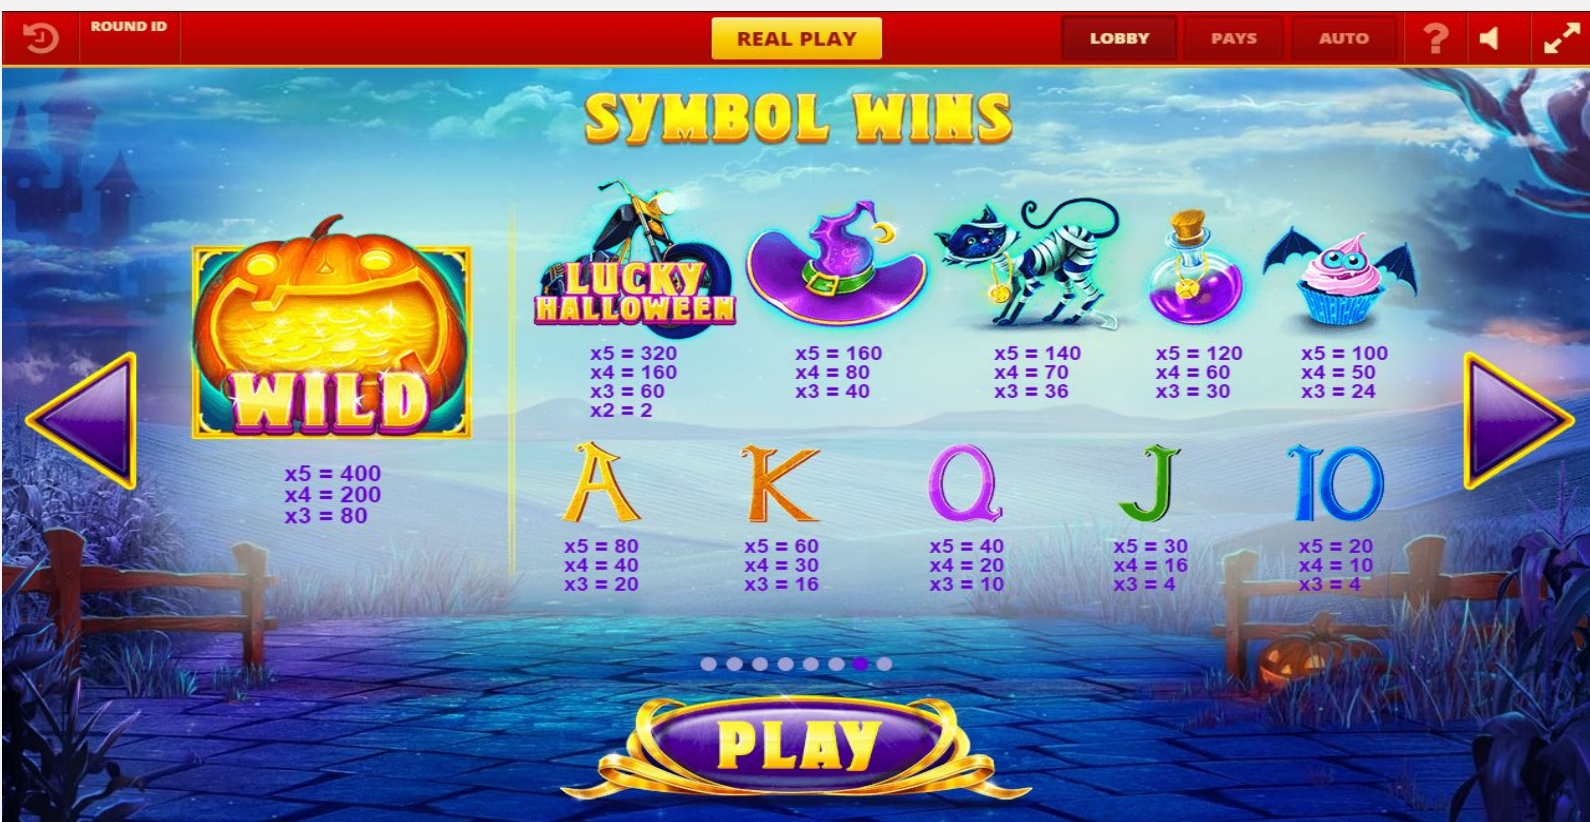 ROUND ID
REAL PLAY
LOBBY
PAYS
AUTO
?
SYMBOL WINS
WILD
x5 = 400
x4 = 200
x3 = 80
LUCKY
HALLOWEEN
x5 = 320
x4 = 160
x3 = 60
x2 = 2
x5 = 160
x4 = 80
x3 = 40
x5 = 140
x4 = 70
x3 = 36
x5 = 120
x4 = 60
x3 = 30
x5 = 100
x4 = 50
x3 = 24
A
x5 = 80
x4 = 40
x3 = 20
K
x5 = 60
x4 = 30
x3 = 16
Q
x5 = 40
x4 = 20
x3 = 10
J
x5 = 30
x4 = 16
x3 = 4
10
x5 = 20
x4 = 10
x3 = 4
PLAY